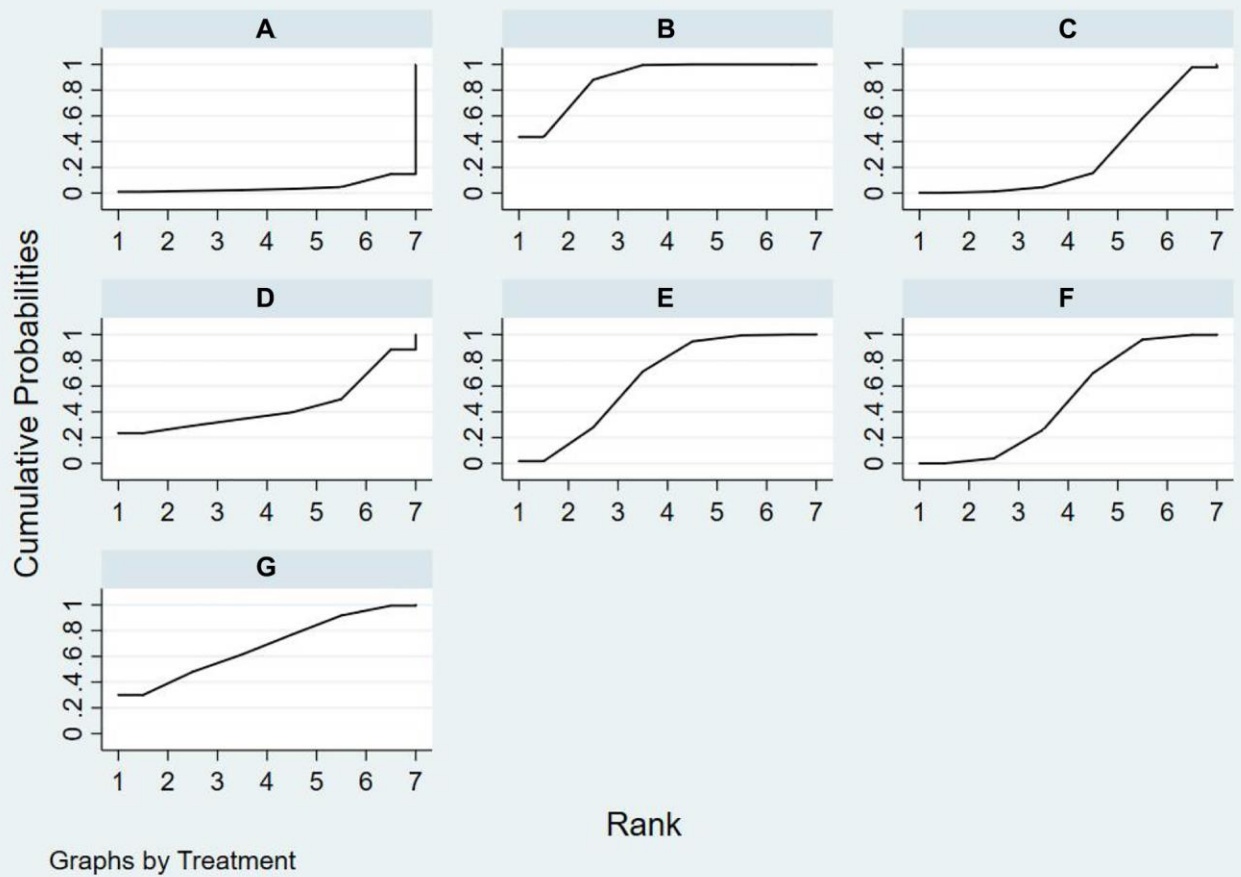 Cumulative Probabilities
A
0 .2 .4 .6 .8 1
1 2 3 4 5 6 7
B
0 .2 .4 .6 .8 1
1 2 3 4 5 6 7
C
0 .2 .4 .6 .8 1
1 2 3 4 5 6 7
D
0 .2 .4 .6 .8 1
1 2 3 4 5 6 7
E
0 .2 .4 .6 .8 1
1 2 3 4 5 6 7
F
0 .2 .4 .6 .8 1
1 2 3 4 5 6 7
G
0 .2 .4 .6 .8 1
1 2 3 4 5 6 7
Rank
Graphs by Treatment